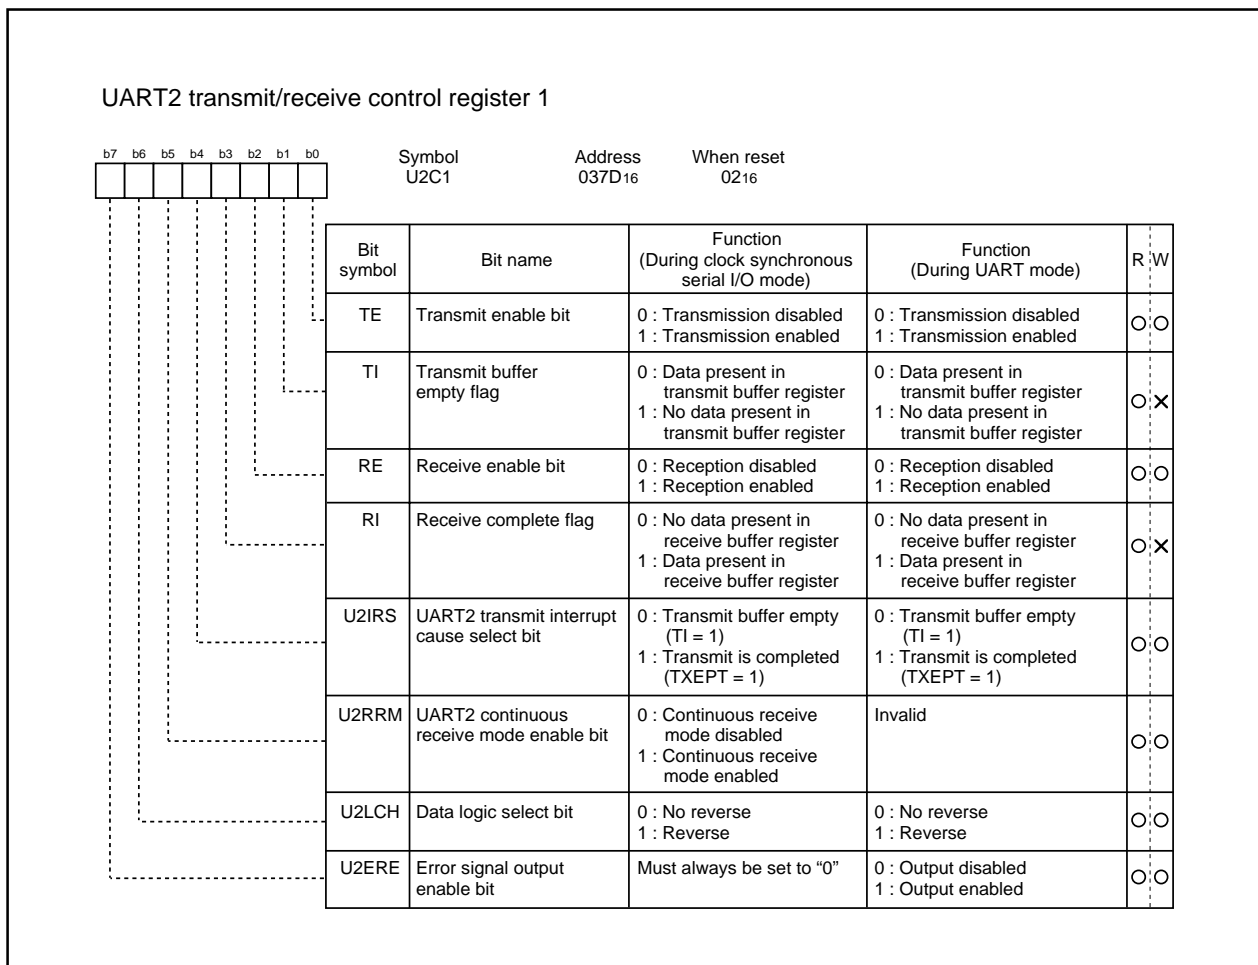 UART2 transmit/receive control register 1
b7 b6 b5 b4 b3 b2 b1 b0
Symbol Address When reset
U2C1 037D16 0216
Bit symbol
Bit name
Function
(During clock synchronous
serial I/O mode)
Function
(During UART mode)
R W
TE
Transmit enable bit
0 : Transmission disabled
1 : Transmission enabled
0 : Transmission disabled
1 : Transmission enabled
TI
Transmit buffer
empty flag
0 : Data present in
transmit buffer register
1 : No data present in
transmit buffer register
0 : Data present in
transmit buffer register
1 : No data present in
transmit buffer register
RE
Receive enable bit
0 : Reception disabled
1 : Reception enabled
0 : Reception disabled
1 : Reception enabled
RI
Receive complete flag
0 : No data present in
receive buffer register
1 : Data present in
receive buffer register
0 : No data present in
receive buffer register
1 : Data present in
receive buffer register
U2IRS
UART2 transmit interrupt
cause select bit
0 : Transmit buffer empty
(TI = 1)
1 : Transmit is completed
(TXEPT = 1)
0 : Transmit buffer empty
(TI = 1)
1 : Transmit is completed
(TXEPT = 1)
U2RRM
UART2 continuous
receive mode enable bit
0 : Continuous receive
mode disabled
1 : Continuous receive
mode enabled
Invalid
U2LCH
Data logic select bit
0 : No reverse
1 : Reverse
0 : No reverse
1 : Reverse
U2ERE
Error signal output
enable bit
Must always be set to “0”
0 : Output disabled
1 : Output enabled